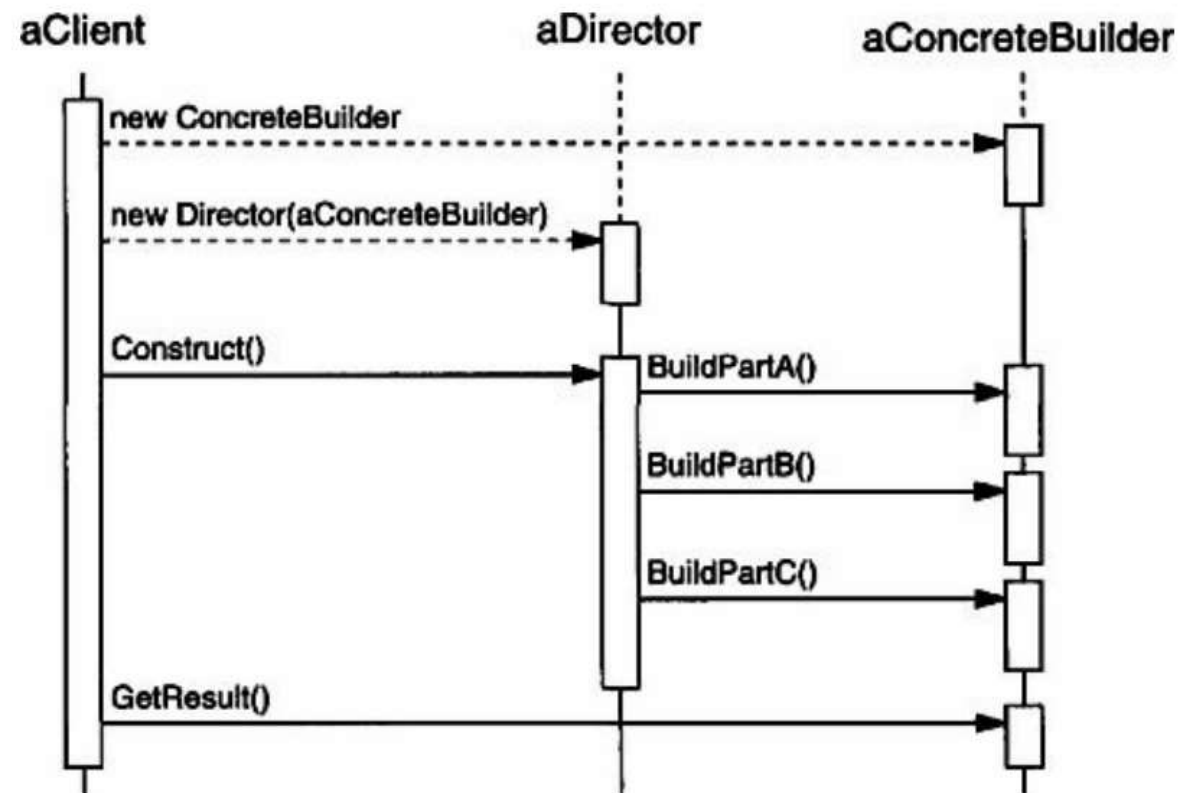 aClient
aDirector
aConcreteBuilder
new ConcreteBuilder
new Director(aConcreteBuilder)
Construct()
BuildPartA()
BuildPartB()
BuildPartC()
GetResult()